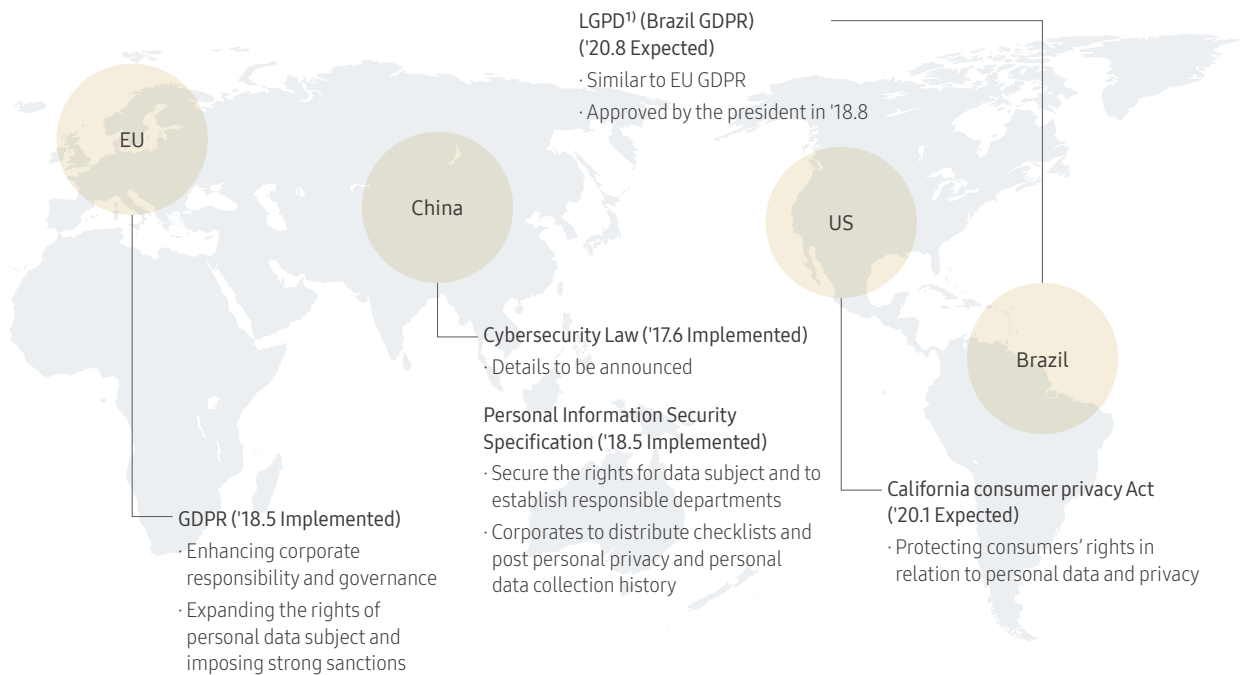 LGPD1) (Brazil GDPR)
('20.8 Expected)
· Similar to EU GDPR
· Approved by the president in '18.8
EU
China
US
Brazil
Cybersecurity Law ('17.6 Implemented)
· Details to be announced
Personal Information Security
Specification ('18.5 Implemented)
· Secure the rights for data subject and to
establish responsible departments
· Corporates to distribute checklists and
post personal privacy and personal
data collection history
California consumer privacy Act
('20.1 Expected)
· Protecting consumers’ rights in
relation to personal data and privacy
GDPR ('18.5 Implemented)
· Enhancing corporate
responsibility and governance
· Expanding the rights of
personal data subject and
imposing strong sanctions